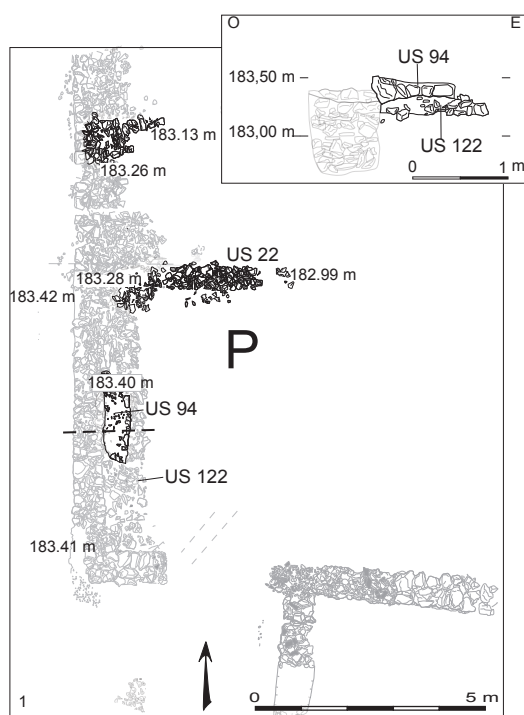 O E
US 94
183,50 m
183,00 m
US 122
0 1 m
183.13 m
183.26 m
US 22
183.28 m
182.99 m
183.42 m
P
183.40 m
US 94
US 122
183.41 m
1
0 5 m